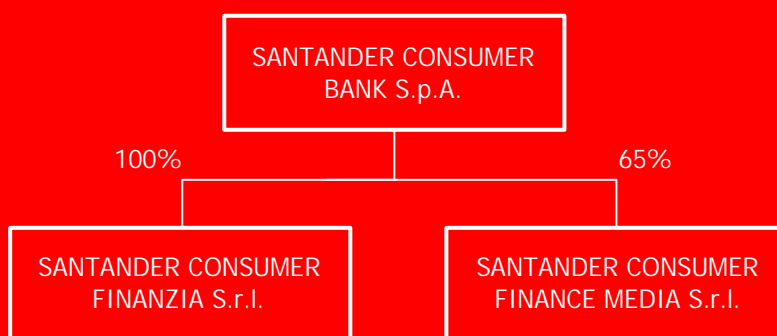 SANTANDER CONSUMER
BANK S.p.A.
100%
65%
SANTANDER CONSUMER
FINANZIA S.r.l.
SANTANDER CONSUMER
FINANCE MEDIA S.r.l.